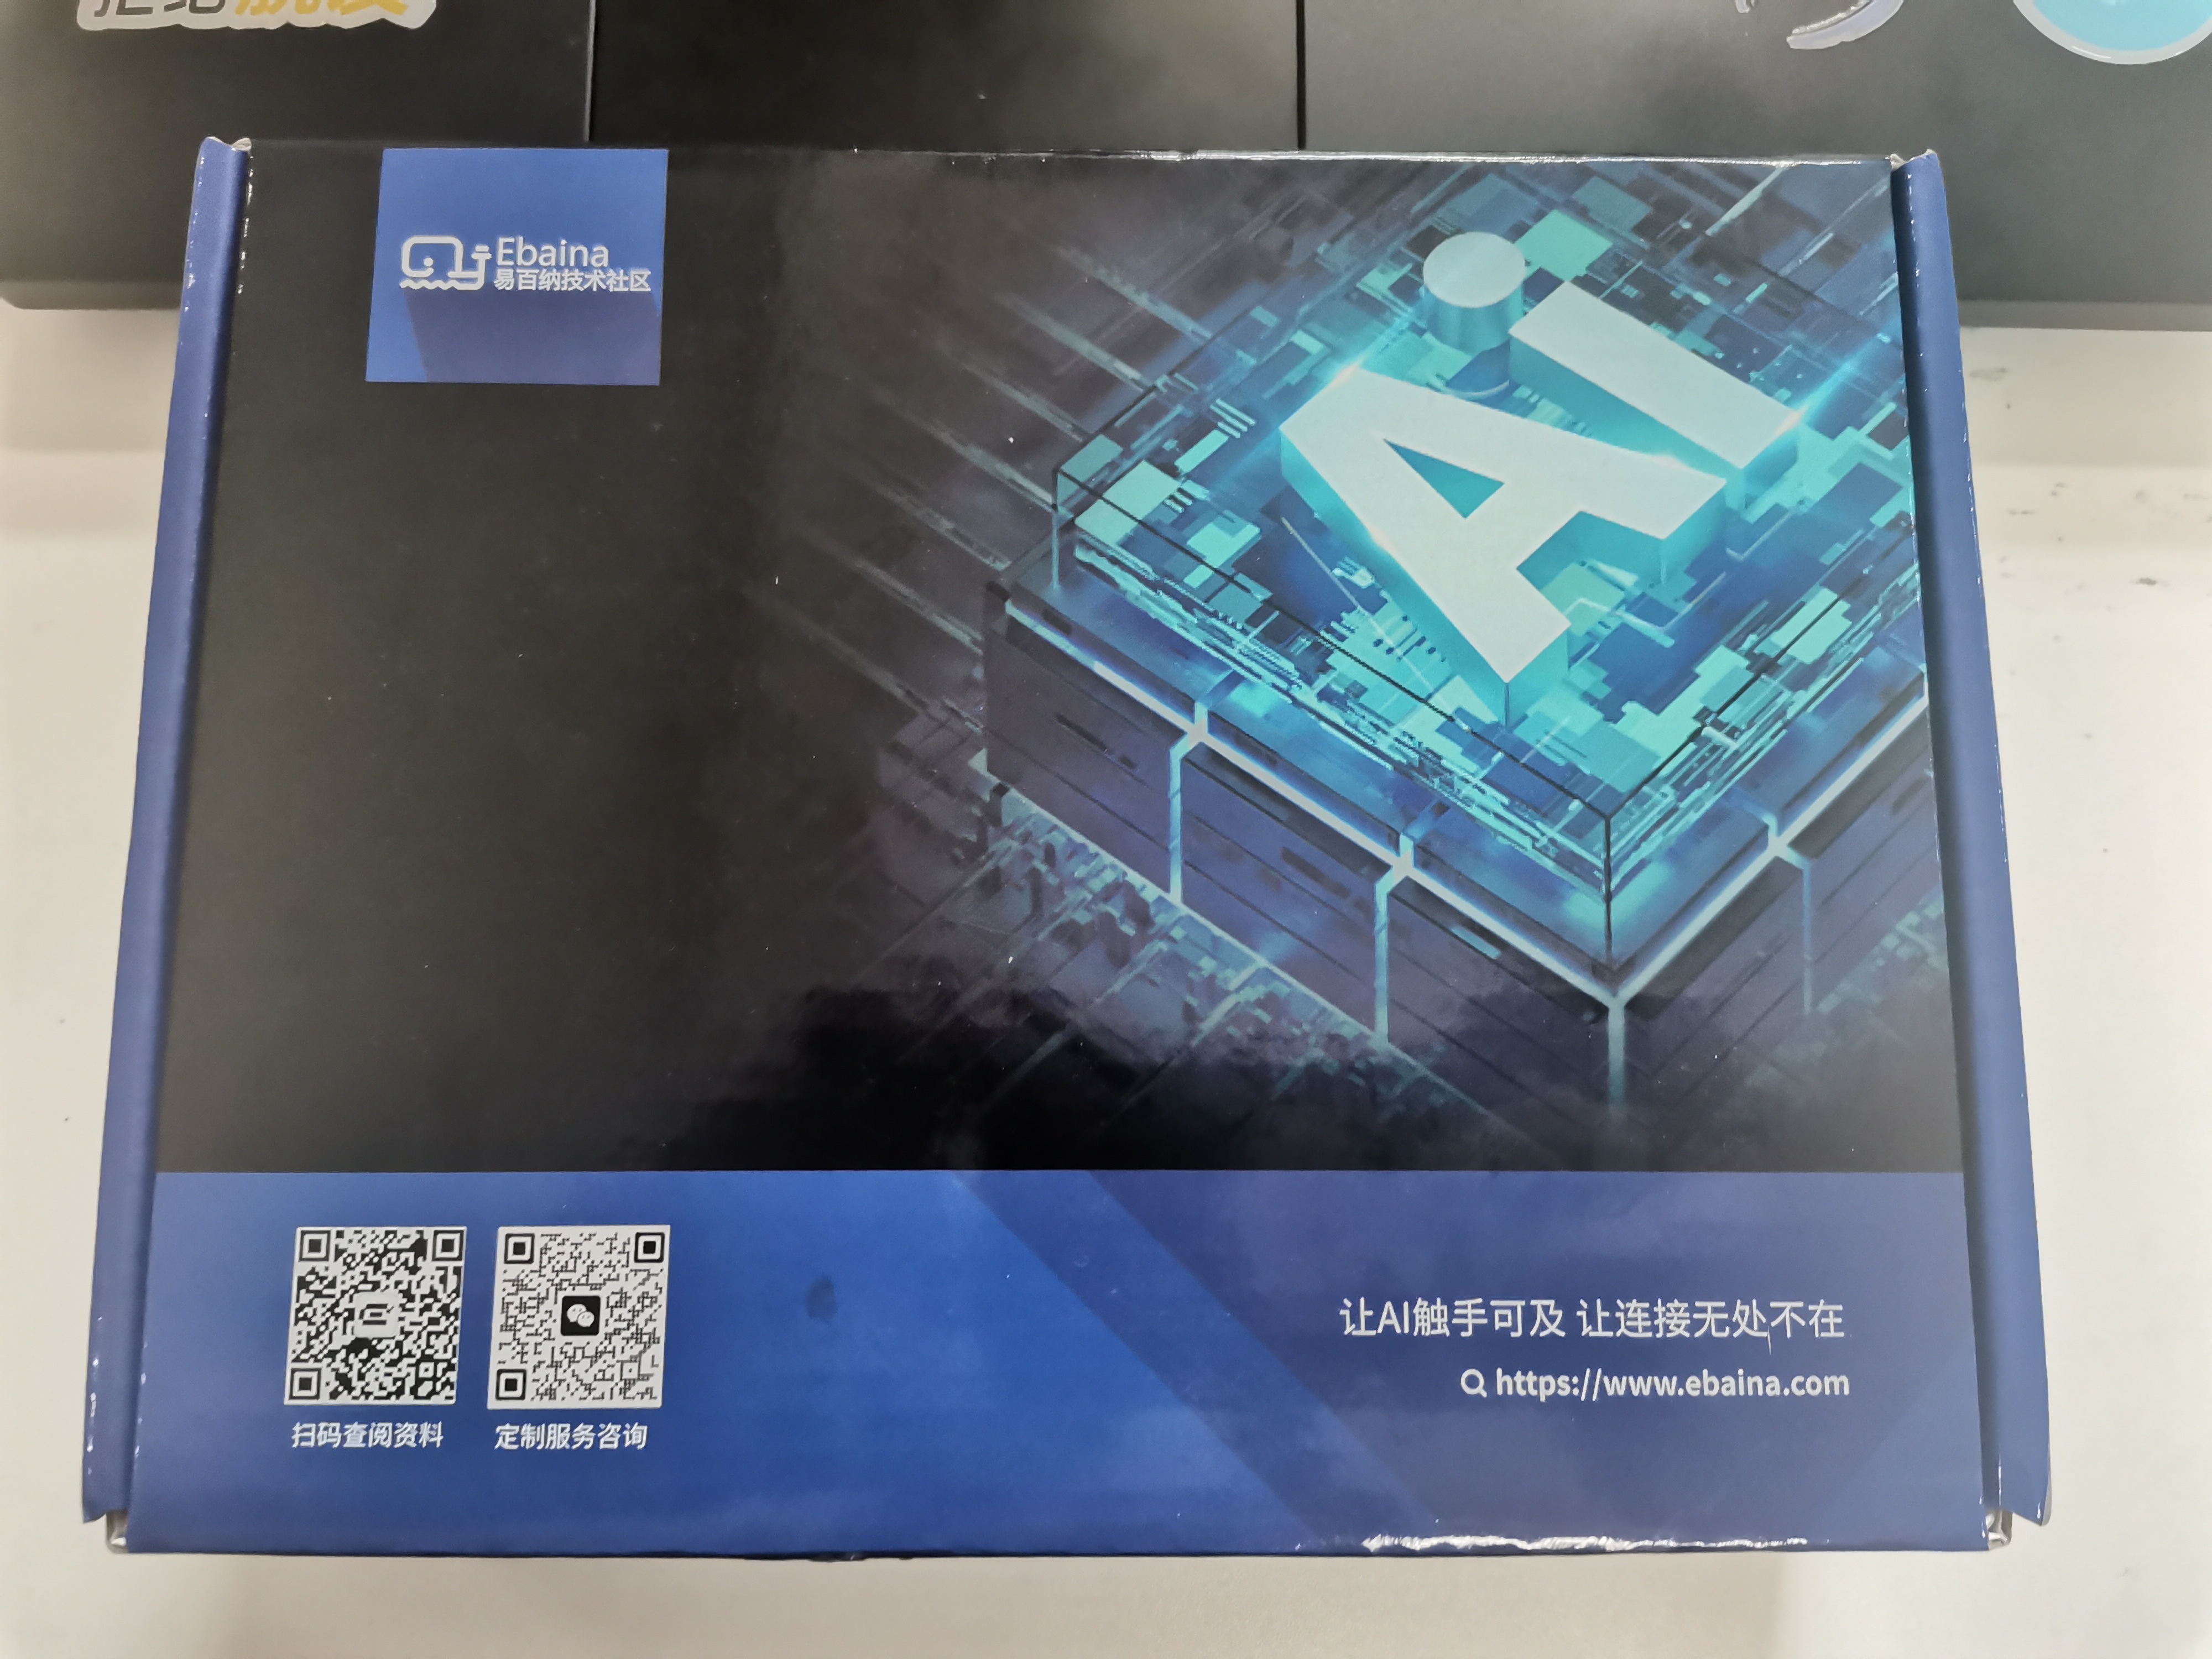 Ebaina
易百纳技术社区
AI
扫码查阅资料
定制服务咨询
让AI触手可及 让连接无处不在
https://www.ebaina.com